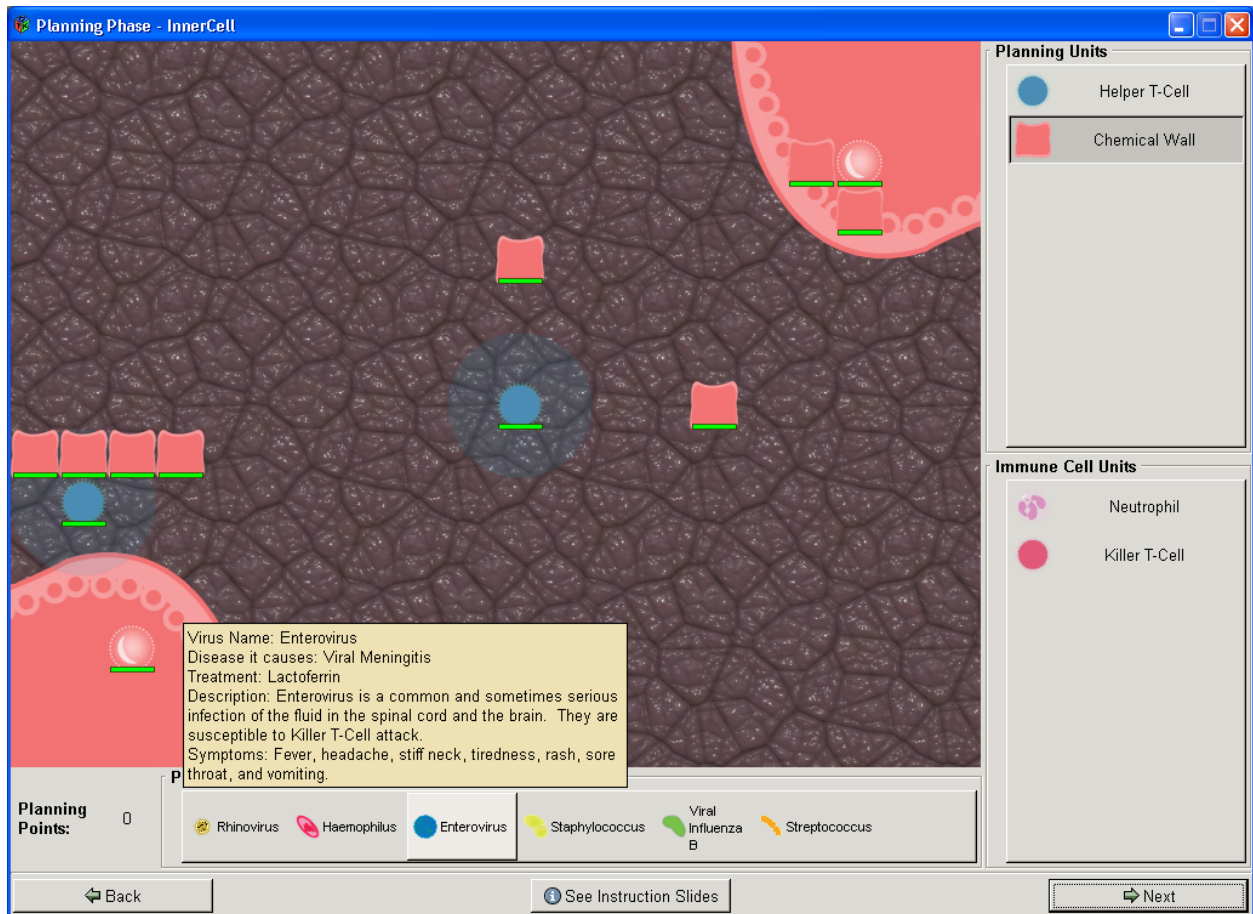 Planning Phase - InnerCell
Planning Units
Helper T-Cell
Chemical Wall
Immune Cell Units
Neutrophil
Killer T-Cell
Virus Name: Enterovirus
Disease it causes: Viral Meningitis
Treatment: Lactoferrin
Description: Enterovirus is a common and sometimes serious
infection of the fluid in the spinal cord and the brain. They are
susceptible to Killer T-Cell attack.
Symptoms: Fever, headache, stiff neck, tiredness, rash, sore
throat, and vomiting.
Planning
Points:
0
Rhinovirus
Haemophilus
Enterovirus
Staphylococcus
Viral
Influenza
B
Streptococcus
Back
See Instruction Slides
Next